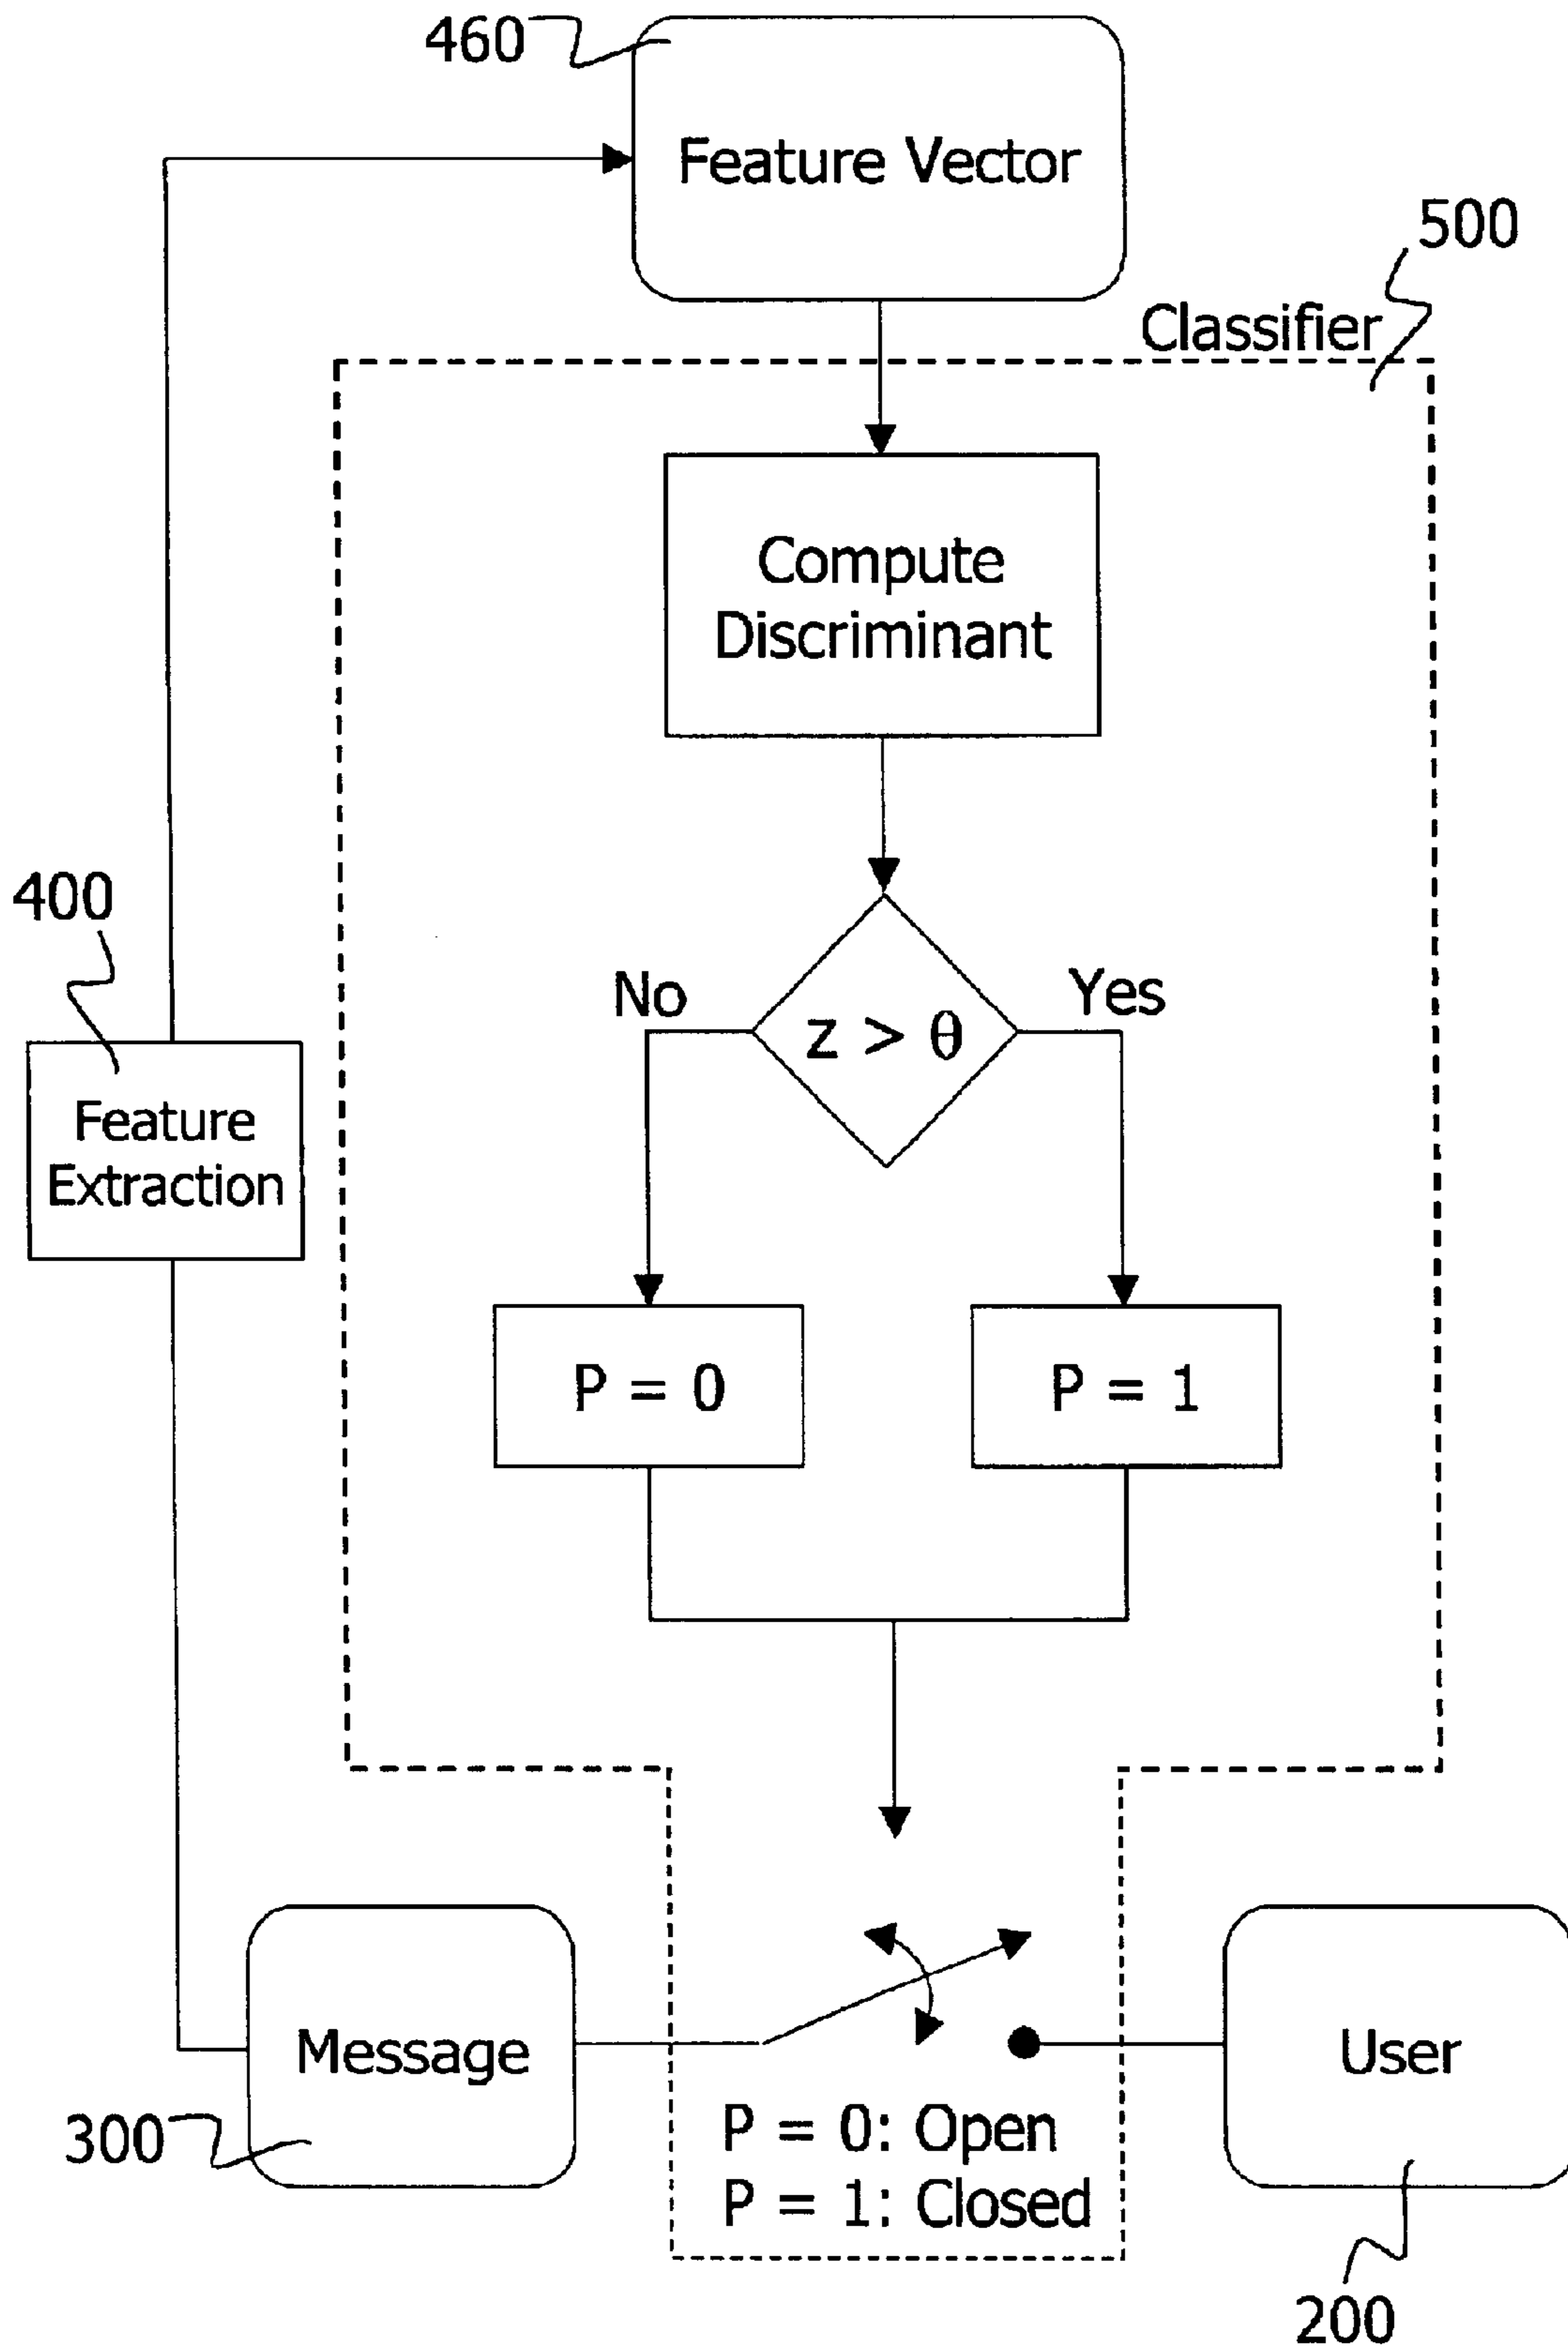 460
Feature Vector
500
Classifier
Compute
Discriminant
400
No
Yes
z > θ
Feature
Extraction
P = 0
P = 1
Message
User
300
P = 0: Open
P = 1: Closed
200